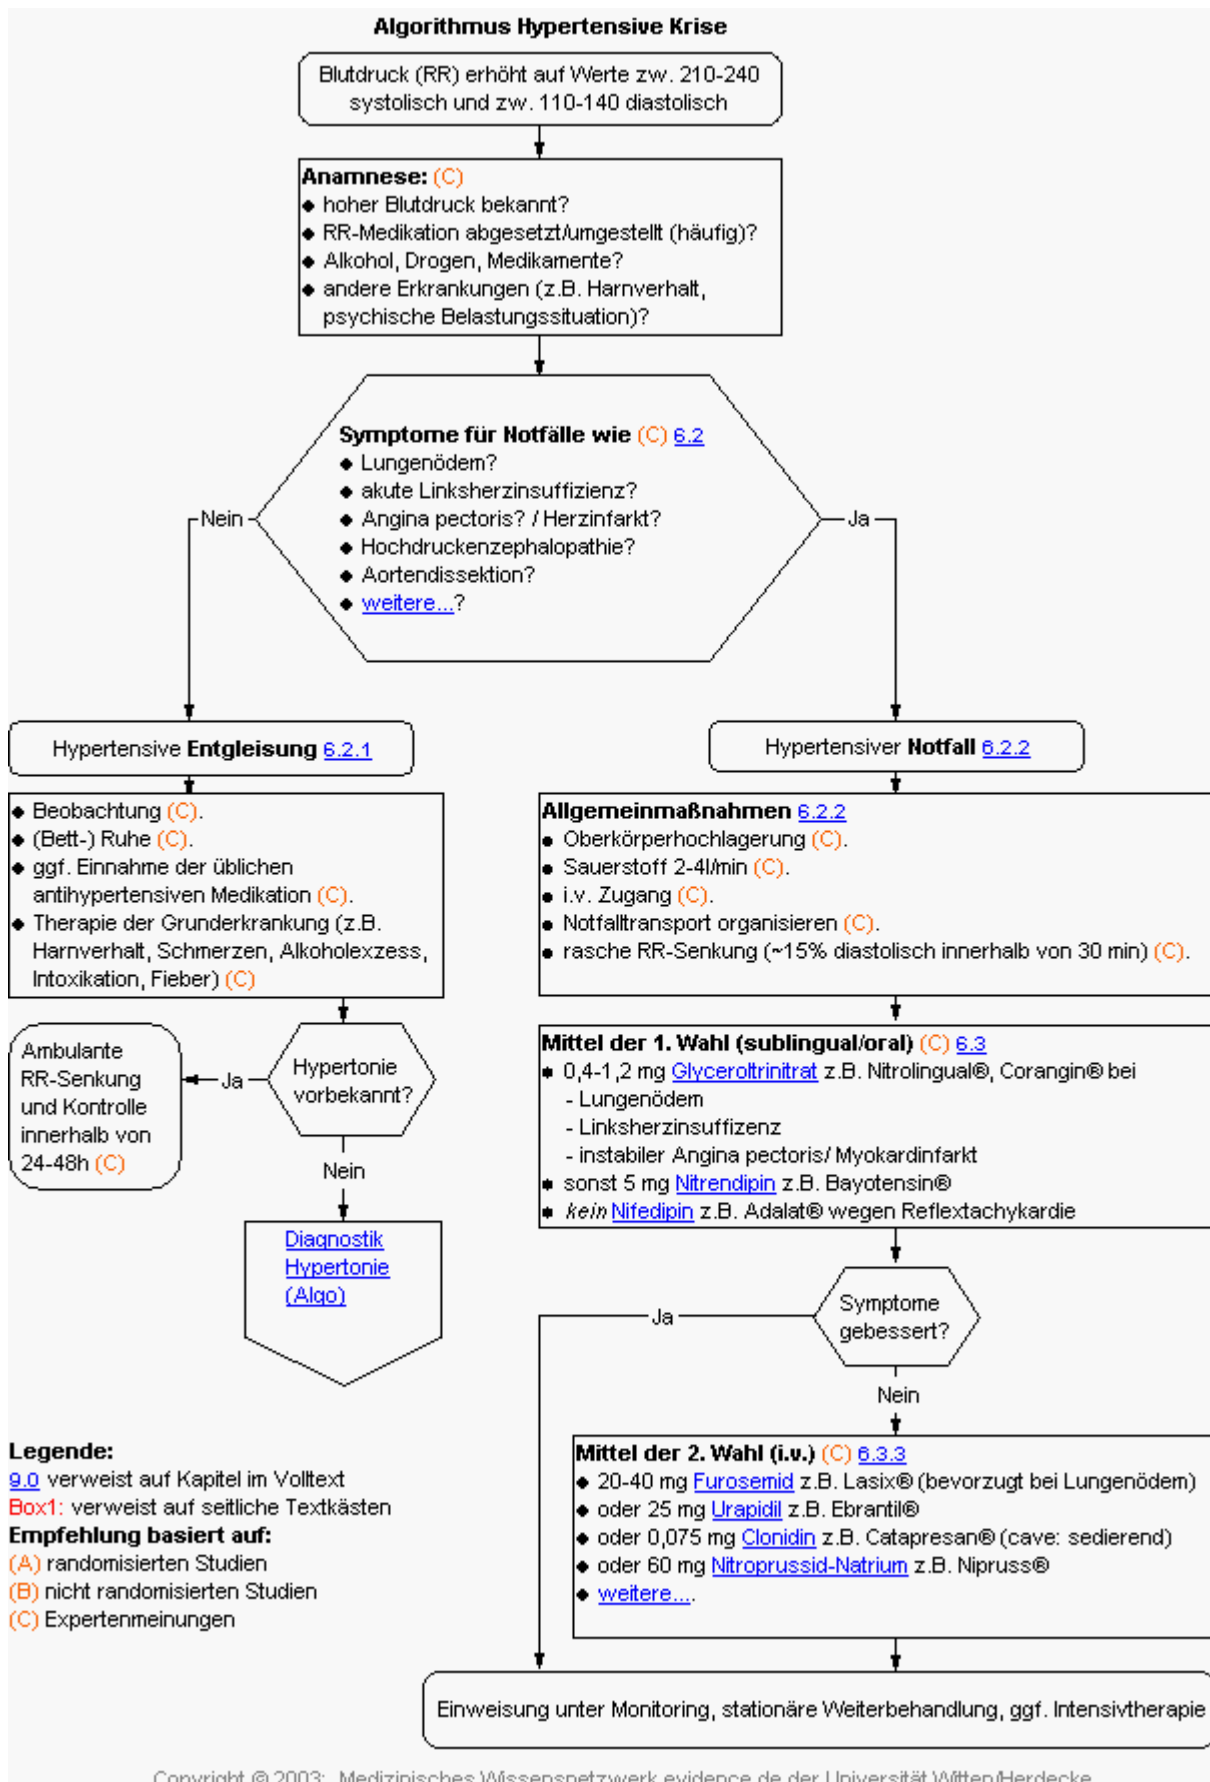 Algorithmus Hypertensive Krise
Blutdruck (RR) erhöht auf Werte zw. 210-240
systolisch und zw. 110-140 diastolisch
Anamnese: (C)
◆ hoher Blutdruck bekannt?
◆ RR-Medikation abgesetzt/umgestellt (häufig)?
◆ Alkohol, Drogen, Medikamente?
◆ andere Erkrankungen (z.B. Harnverhalt,
psychische Belastungssituation)?
Symptome für Notfälle wie (C) 6.2
◆ Lungenödem?
◆ akute Linksherzinsuffizienz?
◆ Angina pectoris? / Herzinfarkt?
◆ Hochdruckenzephalopathie?
◆ Aortendissektion?
◆ weitere...?
Nein
Ja
Hypertensive Entgleisung 6.2.1
◆ Beobachtung (C).
◆ (Bett-) Ruhe (C).
◆ ggf. Einnahme der üblichen
antihypertensiven Medikation (C).
◆ Therapie der Grunderkrankung (z.B.
Harnverhalt, Schmerzen, Alkoholexzess,
Intoxikation, Fieber) (C)
Hypertonie
vorbekannt?
Ja
Ambulante
RR-Senkung
und Kontrolle
innerhalb von
24-48h (C)
Nein
Diagnostik
Hypertonie
(Algo)
Hypertensiver Notfall 6.2.2
Allgemeinmaßnahmen 6.2.2
● Oberkörperhochlagerung (C).
● Sauerstoff 2-4l/min (C).
● i.v. Zugang (C).
● Notfalltransport organisieren (C).
● rasche RR-Senkung (~15% diastolisch innerhalb von 30 min) (C).
Mittel der 1. Wahl (sublingual/oral) (C) 6.3
● 0,4-1,2 mg Glyceroltrinitrat z.B. Nitrolingual®, Corangin® bei
- Lungenödem
- Linksherzinsuffizenz
- instabiler Angina pectoris/ Myokardinfarkt
● sonst 5 mg Nitrendipin z.B. Bayotensin®
● kein Nifedipin z.B. Adalat® wegen Reflextachykardie
Symptome
gebessert?
Ja
Nein
Mittel der 2. Wahl (i.v.) (C) 6.3.3
◆ 20-40 mg Furosemid z.B. Lasix® (bevorzugt bei Lungenödem)
◆ oder 25 mg Urapidil z.B. Ebrantil®
◆ oder 0,075 mg Clonidin z.B. Catapresan® (cave: sedierend)
◆ oder 60 mg Nitroprussid-Natrium z.B. Nipruss®
◆ weitere....
Einweisung unter Monitoring, stationäre Weiterbehandlung, ggf. Intensivtherapie
Legende:
9.0 verweist auf Kapitel im Volltext
Box1: verweist auf seitliche Textkästen
Empfehlung basiert auf:
(A) randomisierten Studien
(B) nicht randomisierten Studien
(C) Expertenmeinungen
Copyright © 2003: Medizinisches Wissensnetzwerk evidence.de der Universität Witten/Herdecke